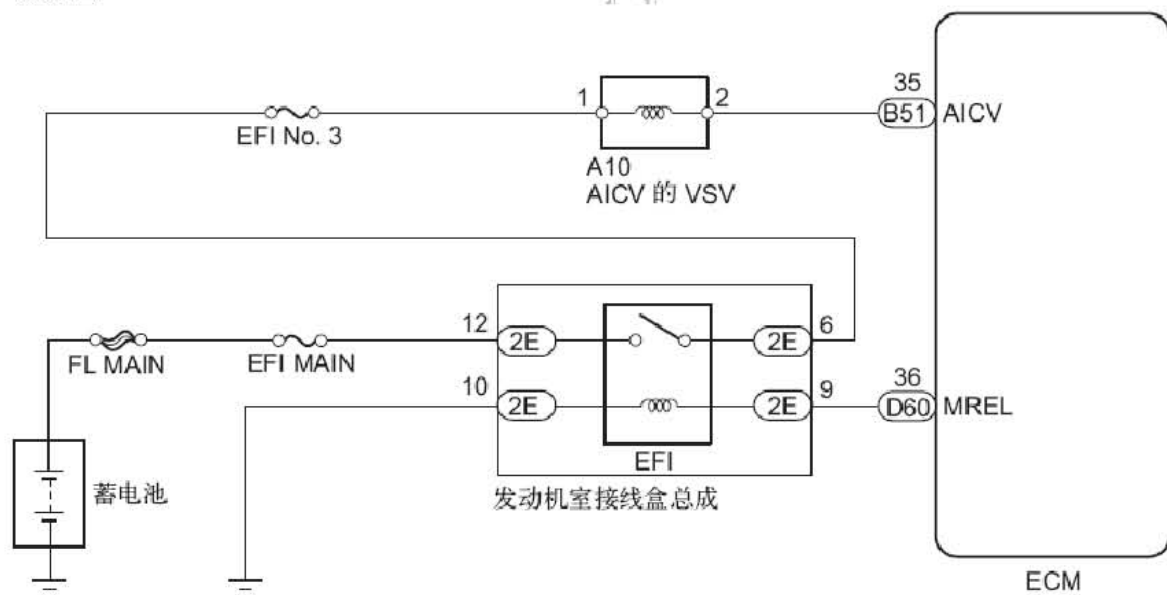 35
1
2
B51
AICV
EFI No. 3
A10
AICV 的 VSV
12
2E
2E
6
FL MAIN
EFI MAIN
10
2E
2E
9
36
D60
MREL
EFI
蓄电池
发动机室接线盒总成
ECM